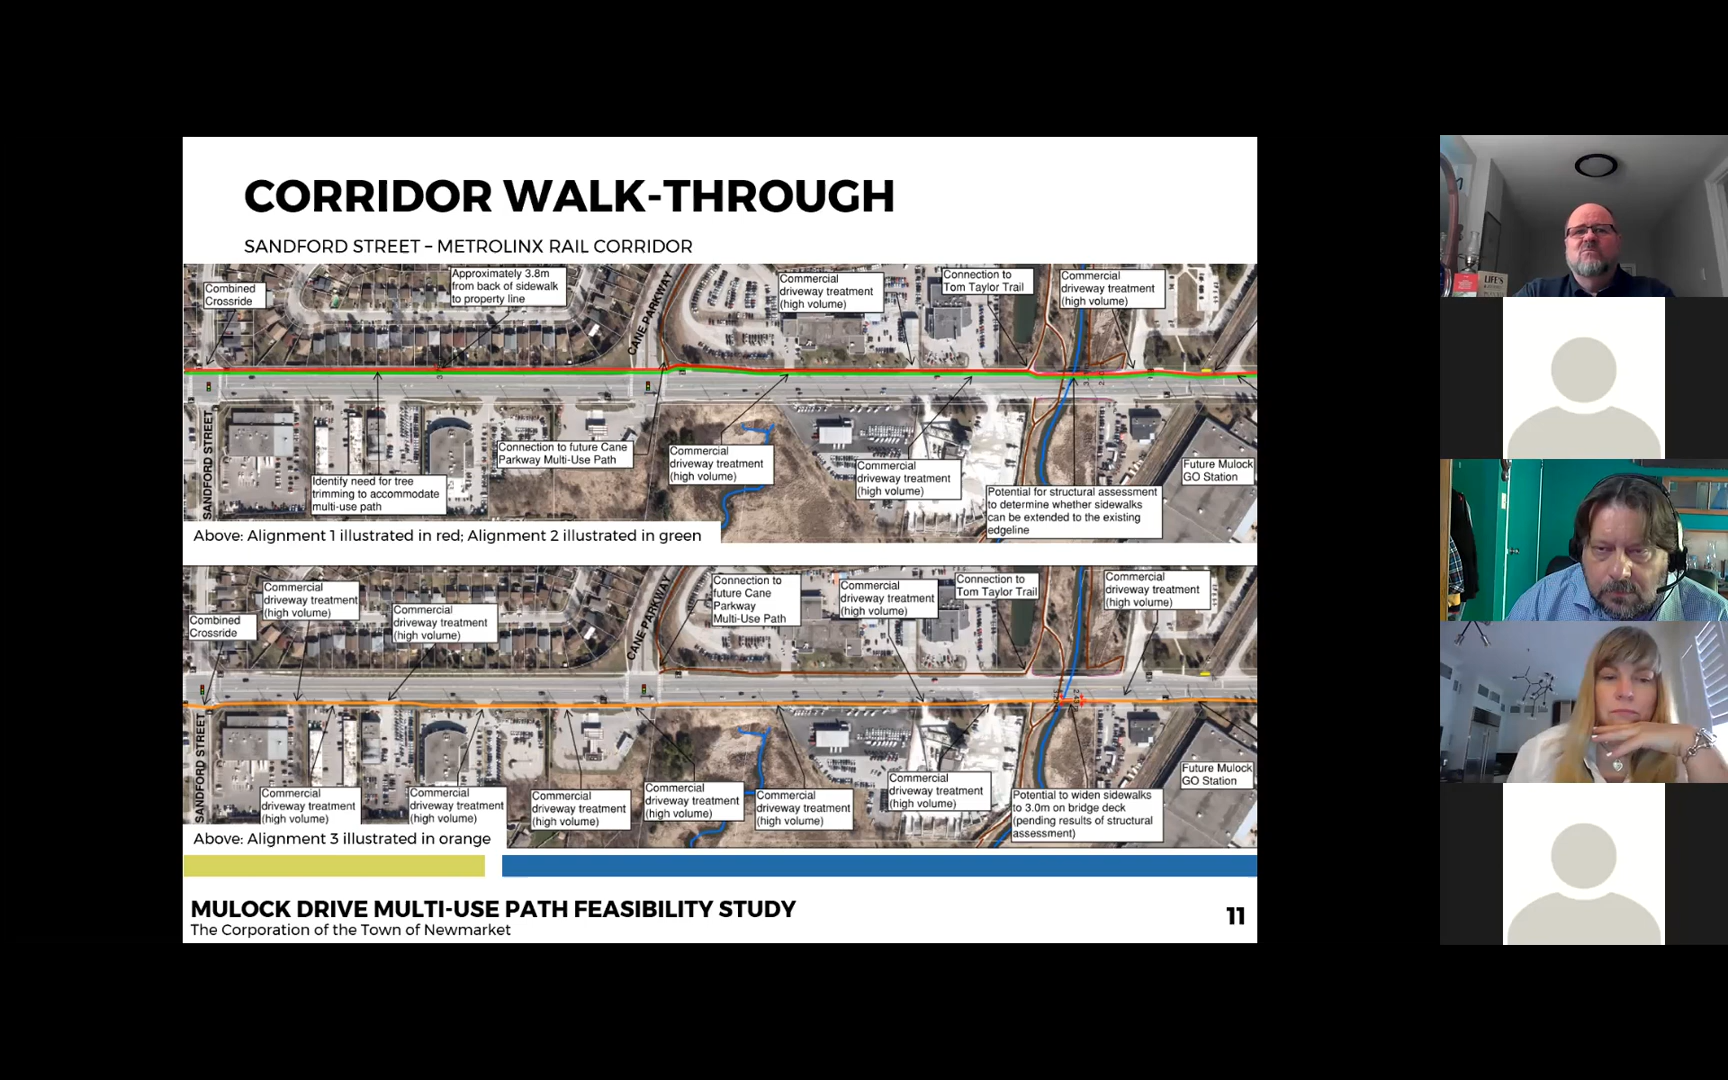 CORRIDOR WALK-THROUGH
SANDFORD STREET – METROLINX RAIL CORRIDOR
Combined
Crossride
Approximately 3.8m
from back of sidewalk
to property line
CANE PARKWAY
Commercial
driveway treatment
(high volume)
Connection to
Tom Taylor Trail
Commercial
driveway treatment
(high volume)
SANDFORD STREET
Identify need for tree
trimming to accommodate
multi-use path
Connection to future Cane
Parkway Multi-Use Path
Commercial
driveway treatment
(high volume)
Commercial
driveway treatment
(high volume)
Potential for structural assessment
to determine whether sidewalks
can be extended to the existing
edgeline
Future Mulock
GO Station
Above: Alignment 1 illustrated in red; Alignment 2 illustrated in green
Combined
Crossride
Commercial
driveway treatment
(high volume)
Commercial
driveway treatment
(high volume)
CANE PARKWAY
Connection to
future Cane
Parkway
Multi-Use Path
Commercial
driveway treatment
(high volume)
Connection to
Tom Taylor Trail
Commercial
driveway treatment
(high volume)
SANDFORD STREET
Commercial
driveway treatment
(high volume)
Commercial
driveway treatment
(high volume)
Commercial
driveway treatment
(high volume)
Commercial
driveway treatment
(high volume)
Commercial
driveway treatment
(high volume)
Commercial
driveway treatment
(high volume)
Potential to widen sidewalks
to 3.0m on bridge deck
(pending results of structural
assessment)
Future Mulock
GO Station
Above: Alignment 3 illustrated in orange
MULOCK DRIVE MULTI-USE PATH FEASIBILITY STUDY
The Corporation of the Town of Newmarket
11
LIFE'S